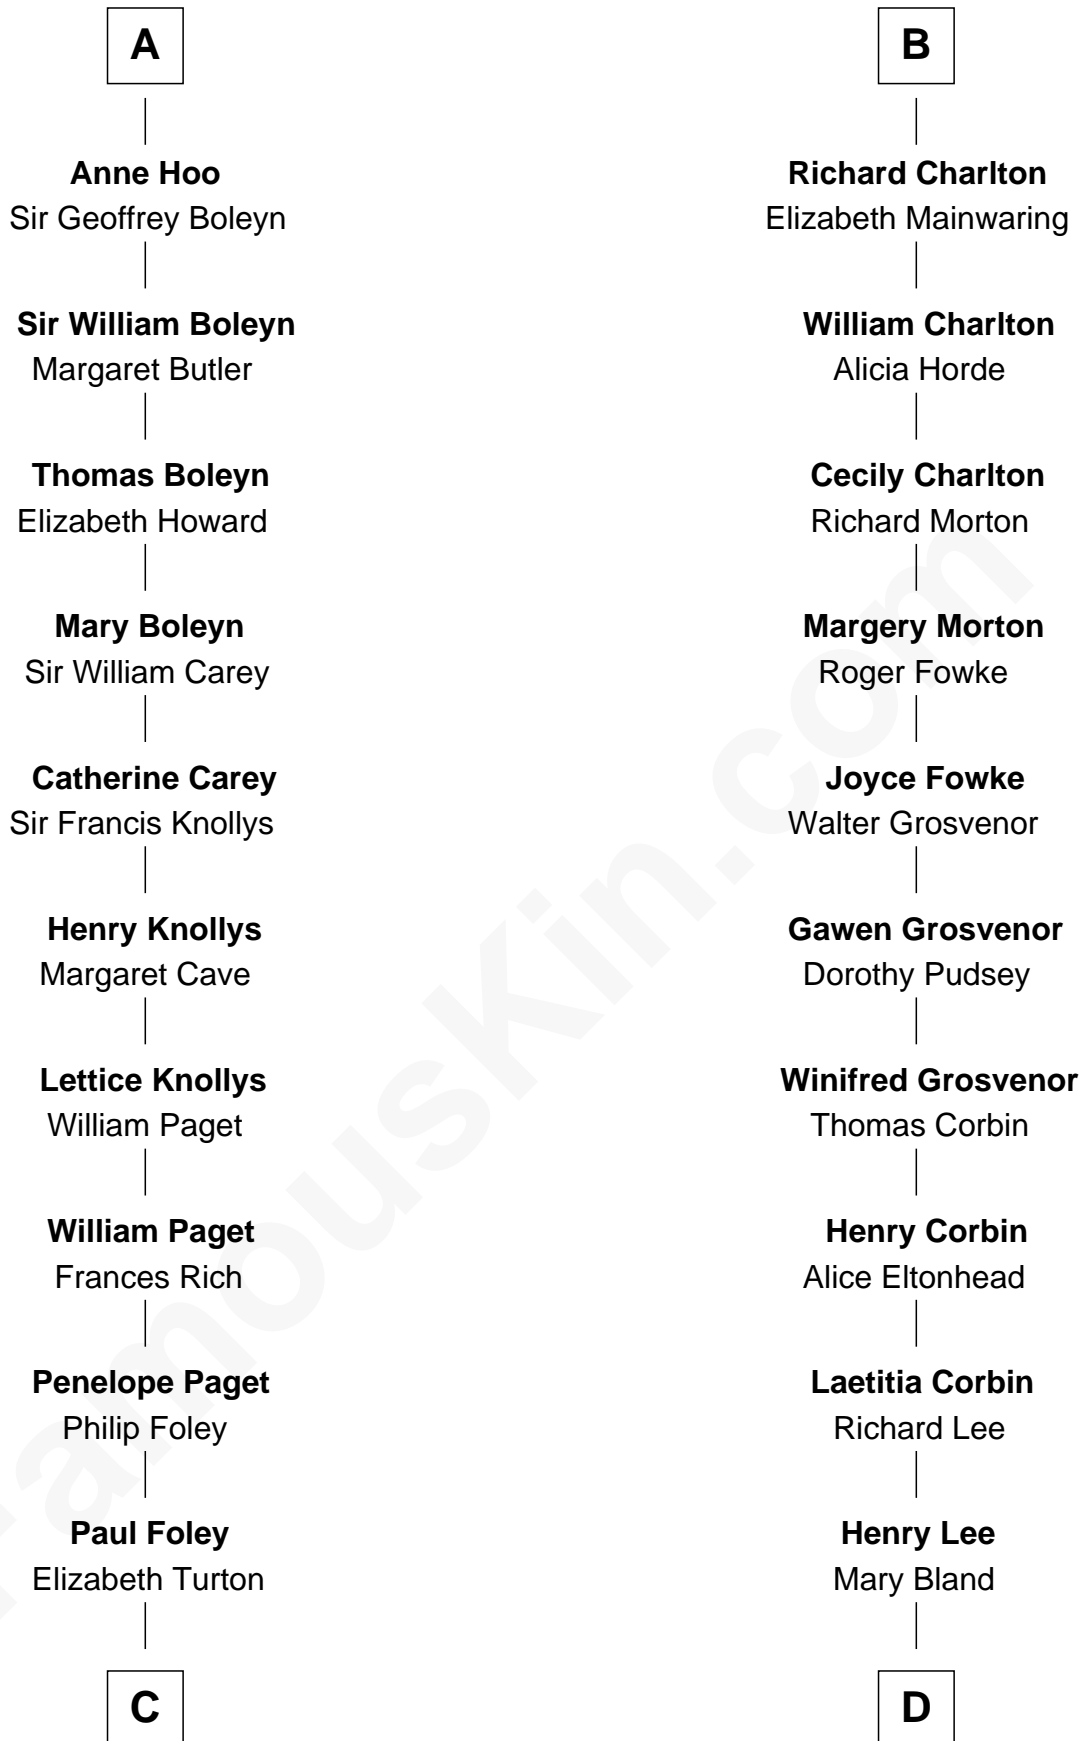 A
Anne Hoo
Sir Geoffrey Boleyn
Sir William Boleyn
Margaret Butler
Thomas Boleyn
Elizabeth Howard
Mary Boleyn
Sir William Carey
Catherine Carey
Sir Francis Knollys
Henry Knollys
Margaret Cave
Lettice Knollys
William Paget
William Paget
Frances Rich
Penelope Paget
Philip Foley
Paul Foley
Elizabeth Turton
C
B
Richard Charlton
Elizabeth Mainwaring
William Charlton
Alicia Horde
Cecily Charlton
Richard Morton
Margery Morton
Roger Fowke
Joyce Fowke
Walter Grosvenor
Gawen Grosvenor
Dorothy Pudsey
Winifred Grosvenor
Thomas Corbin
Henry Corbin
Alice Eltonhead
Laetitia Corbin
Richard Lee
Henry Lee
Mary Bland
D
FamousKin.com